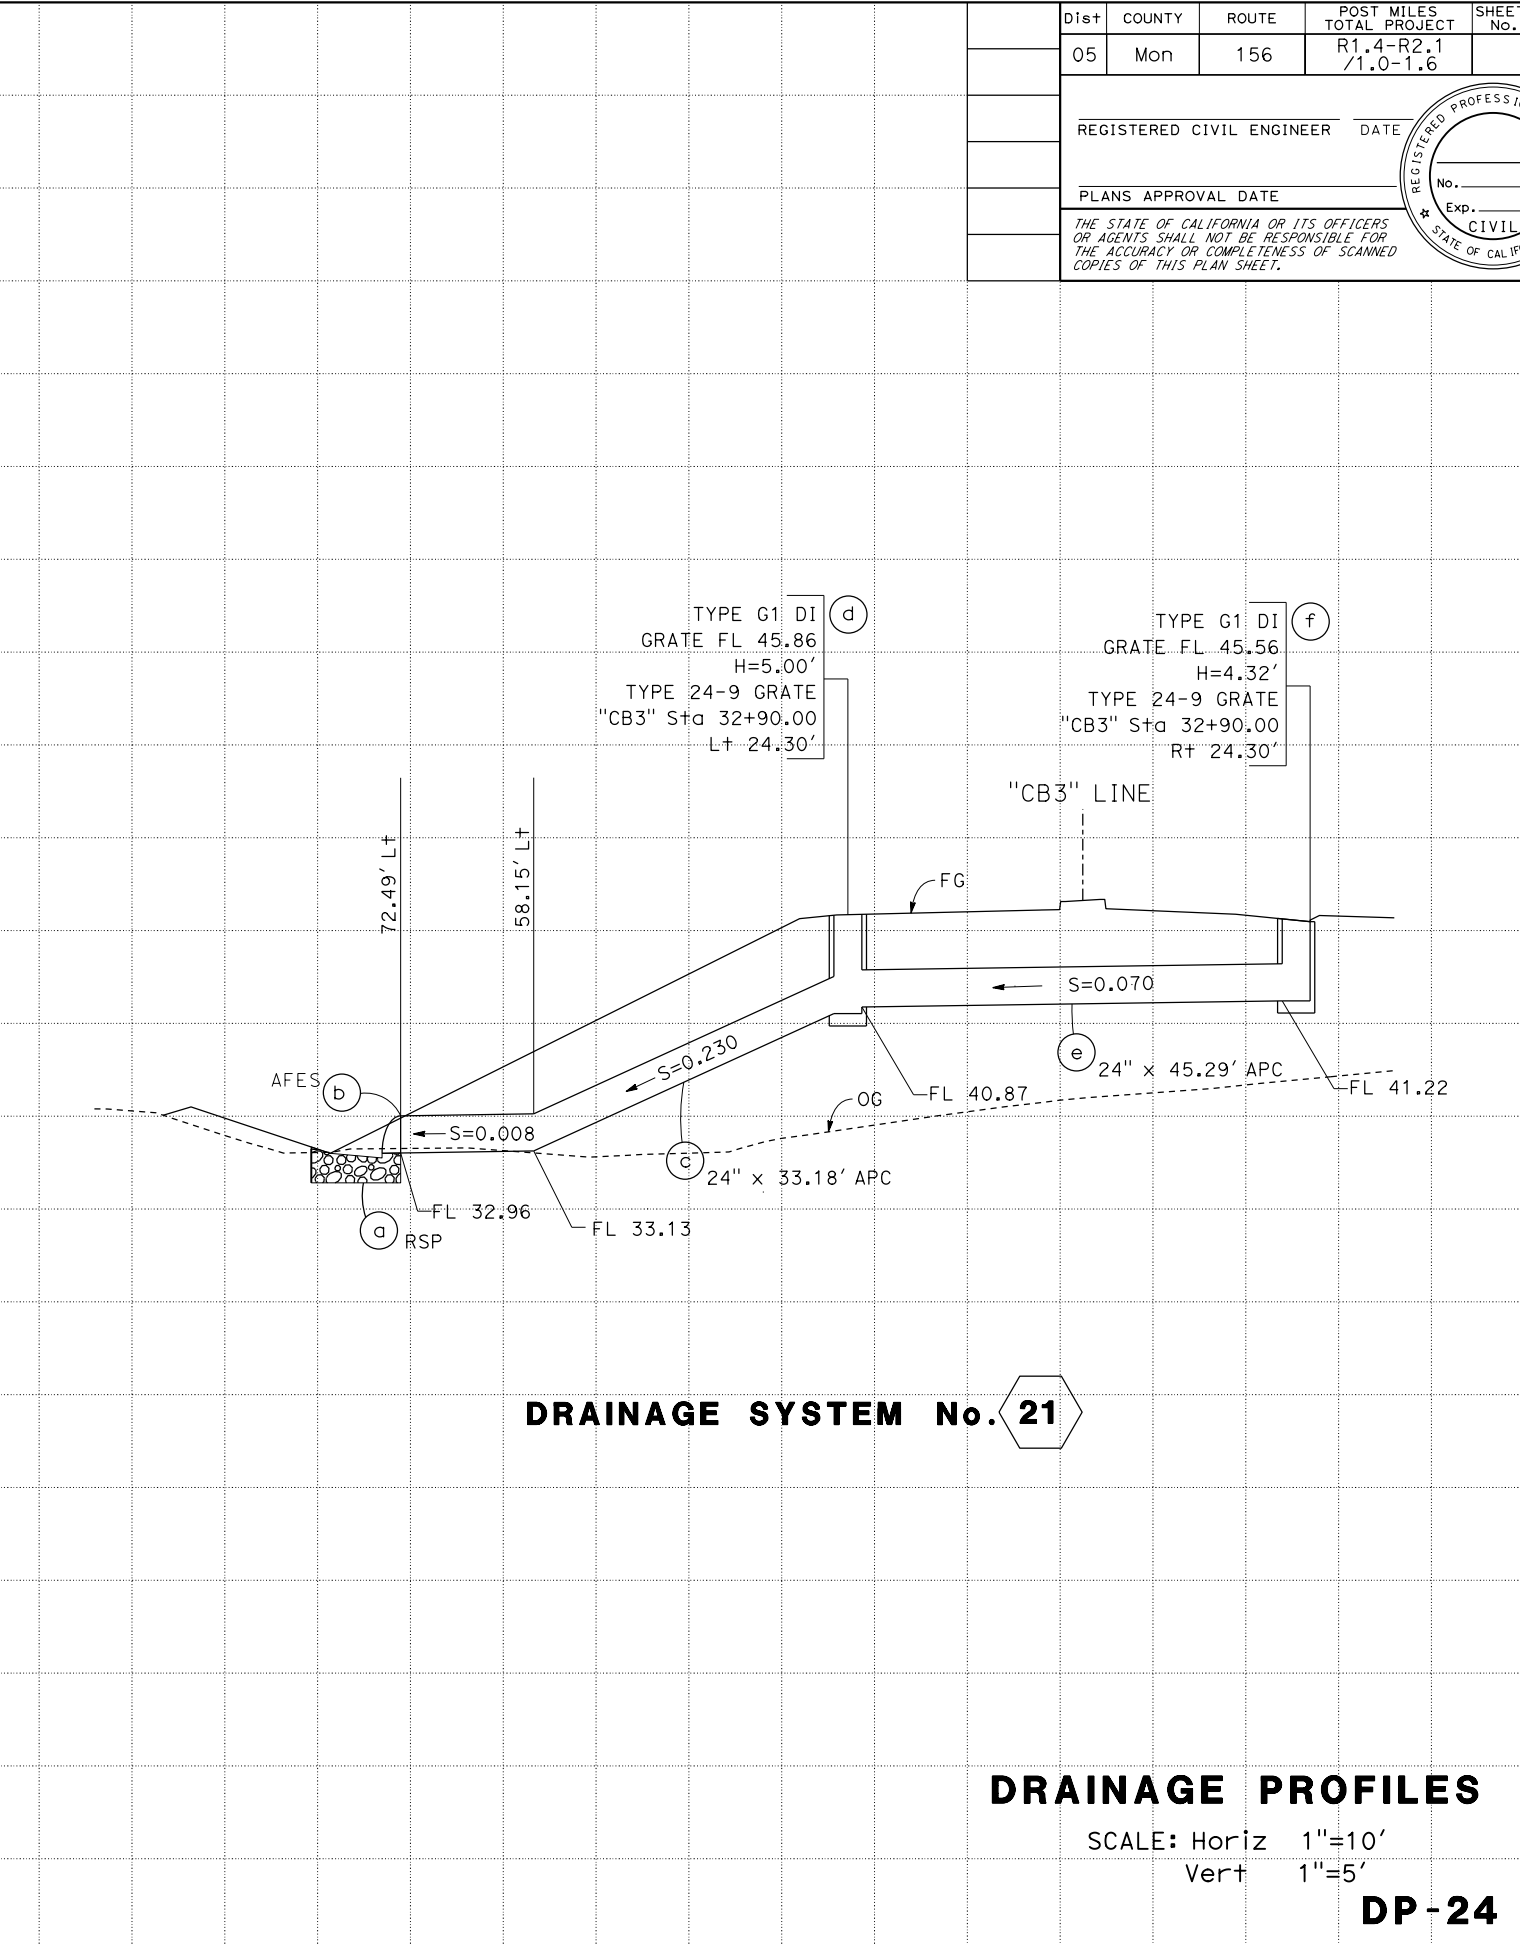 Dist COUNTY ROUTE POST MILES TOTAL PROJECT SHEET No.
05 Mon 156 R1.4-R2.1 /1.0-1.6
REGISTERED CIVIL ENGINEER DATE
PLANS APPROVAL DATE
THE STATE OF CALIFORNIA OR ITS OFFICERS
OR AGENTS SHALL NOT BE RESPONSIBLE FOR
THE ACCURACY OR COMPLETENESS OF SCANNED
COPIES OF THIS PLAN SHEET.
REGISTERED
No.
Exp.
CIVIL
STATE OF
TYPE G1 DI
GRATE FL 45.86
H=5.00'
TYPE 24-9 GRATE
"CB3" Sta 32+90.00
Lt 24.30'
d
TYPE G1 DI
GRATE FL 45.56
H=4.32'
TYPE 24-9 GRATE
"CB3" Sta 32+90.00
Rt 24.30'
f
"CB3" LINE
72.49' Lt
58.15' Lt
FG
S=0.070
S=0.230
e
24" x 45.29' APC
AFES
b
FL 40.87
FL 41.22
OG
S=0.008
c
24" x 33.18' APC
FL 32.96
FL 33.13
a
RSP
DRAINAGE SYSTEM No. 21
DRAINAGE PROFILES
SCALE: Horiz 1"=10'
Vert 1"=5'
DP-24